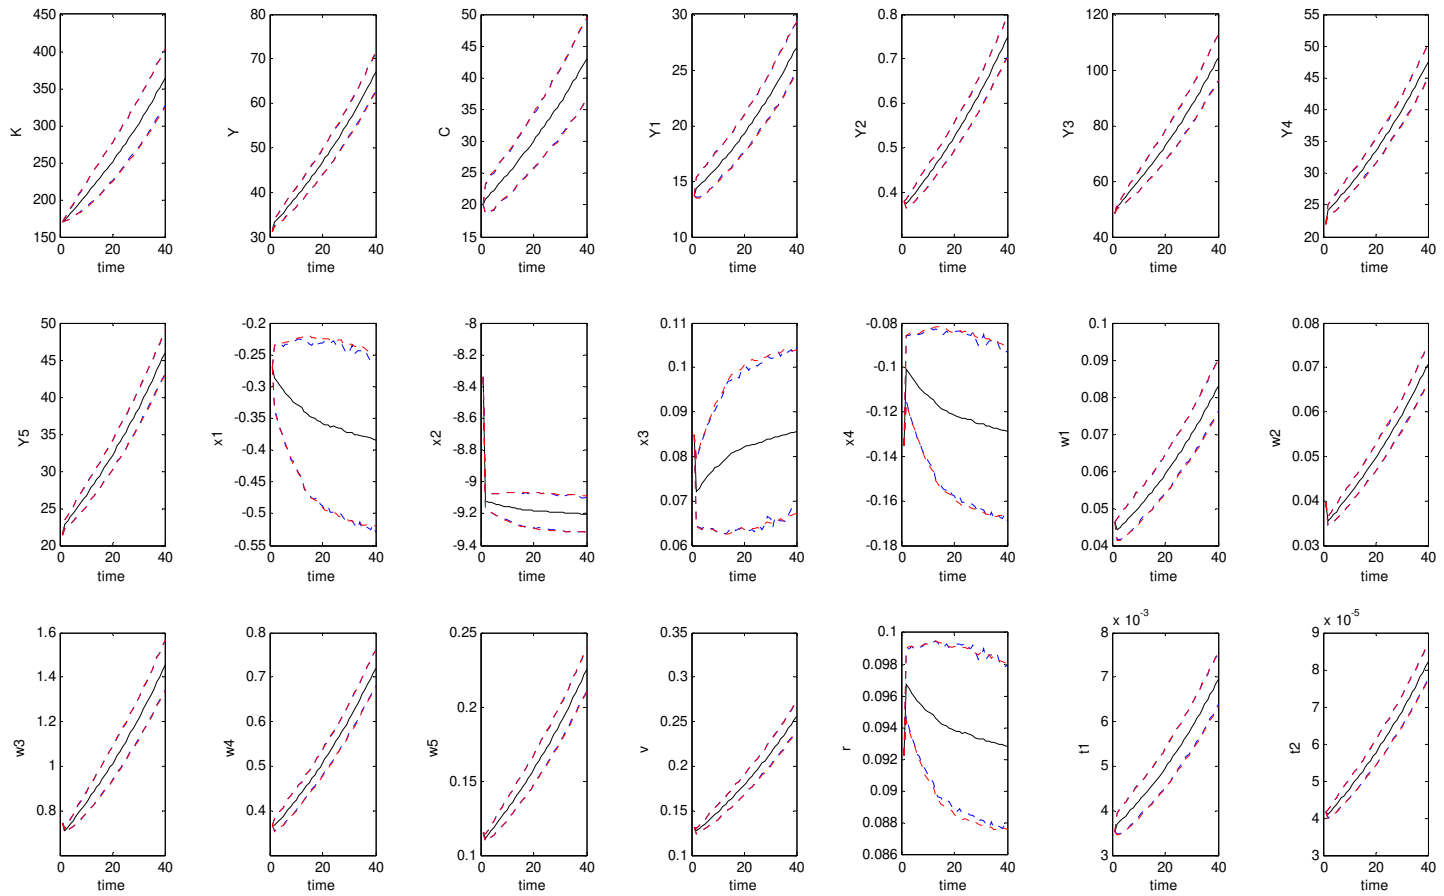 K
450
400
350
300
250
200
150
0 20 40
time
Y
80
70
60
50
40
30
0 20 40
time
C
50
45
40
35
30
25
20
15
0 20 40
time
Y1
30
25
20
15
10
0 20 40
time
Y2
0.8
0.7
0.6
0.5
0.4
0 20 40
time
Y3
120
100
80
60
40
0 20 40
time
Y4
55
50
45
40
35
30
25
20
0 20 40
time
Y5
50
45
40
35
30
25
20
0 20 40
time
x1
-0.2
-0.25
-0.3
-0.35
-0.4
-0.45
-0.5
-0.55
0 20 40
time
x2
-8
-8.2
-8.4
-8.6
-8.8
-9
-9.2
-9.4
0 20 40
time
x3
0.11
0.1
0.09
0.08
0.07
0.06
0 20 40
time
x4
-0.08
-0.1
-0.12
-0.14
-0.16
-0.18
0 20 40
time
w1
0.1
0.09
0.08
0.07
0.06
0.05
0.04
0 20 40
time
w2
0.08
0.07
0.06
0.05
0.04
0.03
0 20 40
time
w3
1.6
1.4
1.2
1
0.8
0 20 40
time
w4
0.8
0.7
0.6
0.5
0.4
0 20 40
time
w5
0.25
0.2
0.15
0.1
0 20 40
time
v
0.35
0.3
0.25
0.2
0.15
0.1
0 20 40
time
r
0.1
0.098
0.096
0.094
0.092
0.09
0.088
0.086
0 20 40
time
t1
x 10-3
8
7
6
5
4
3
0 20 40
time
t2
x 10-5
9
8
7
6
5
4
3
0 20 40
time